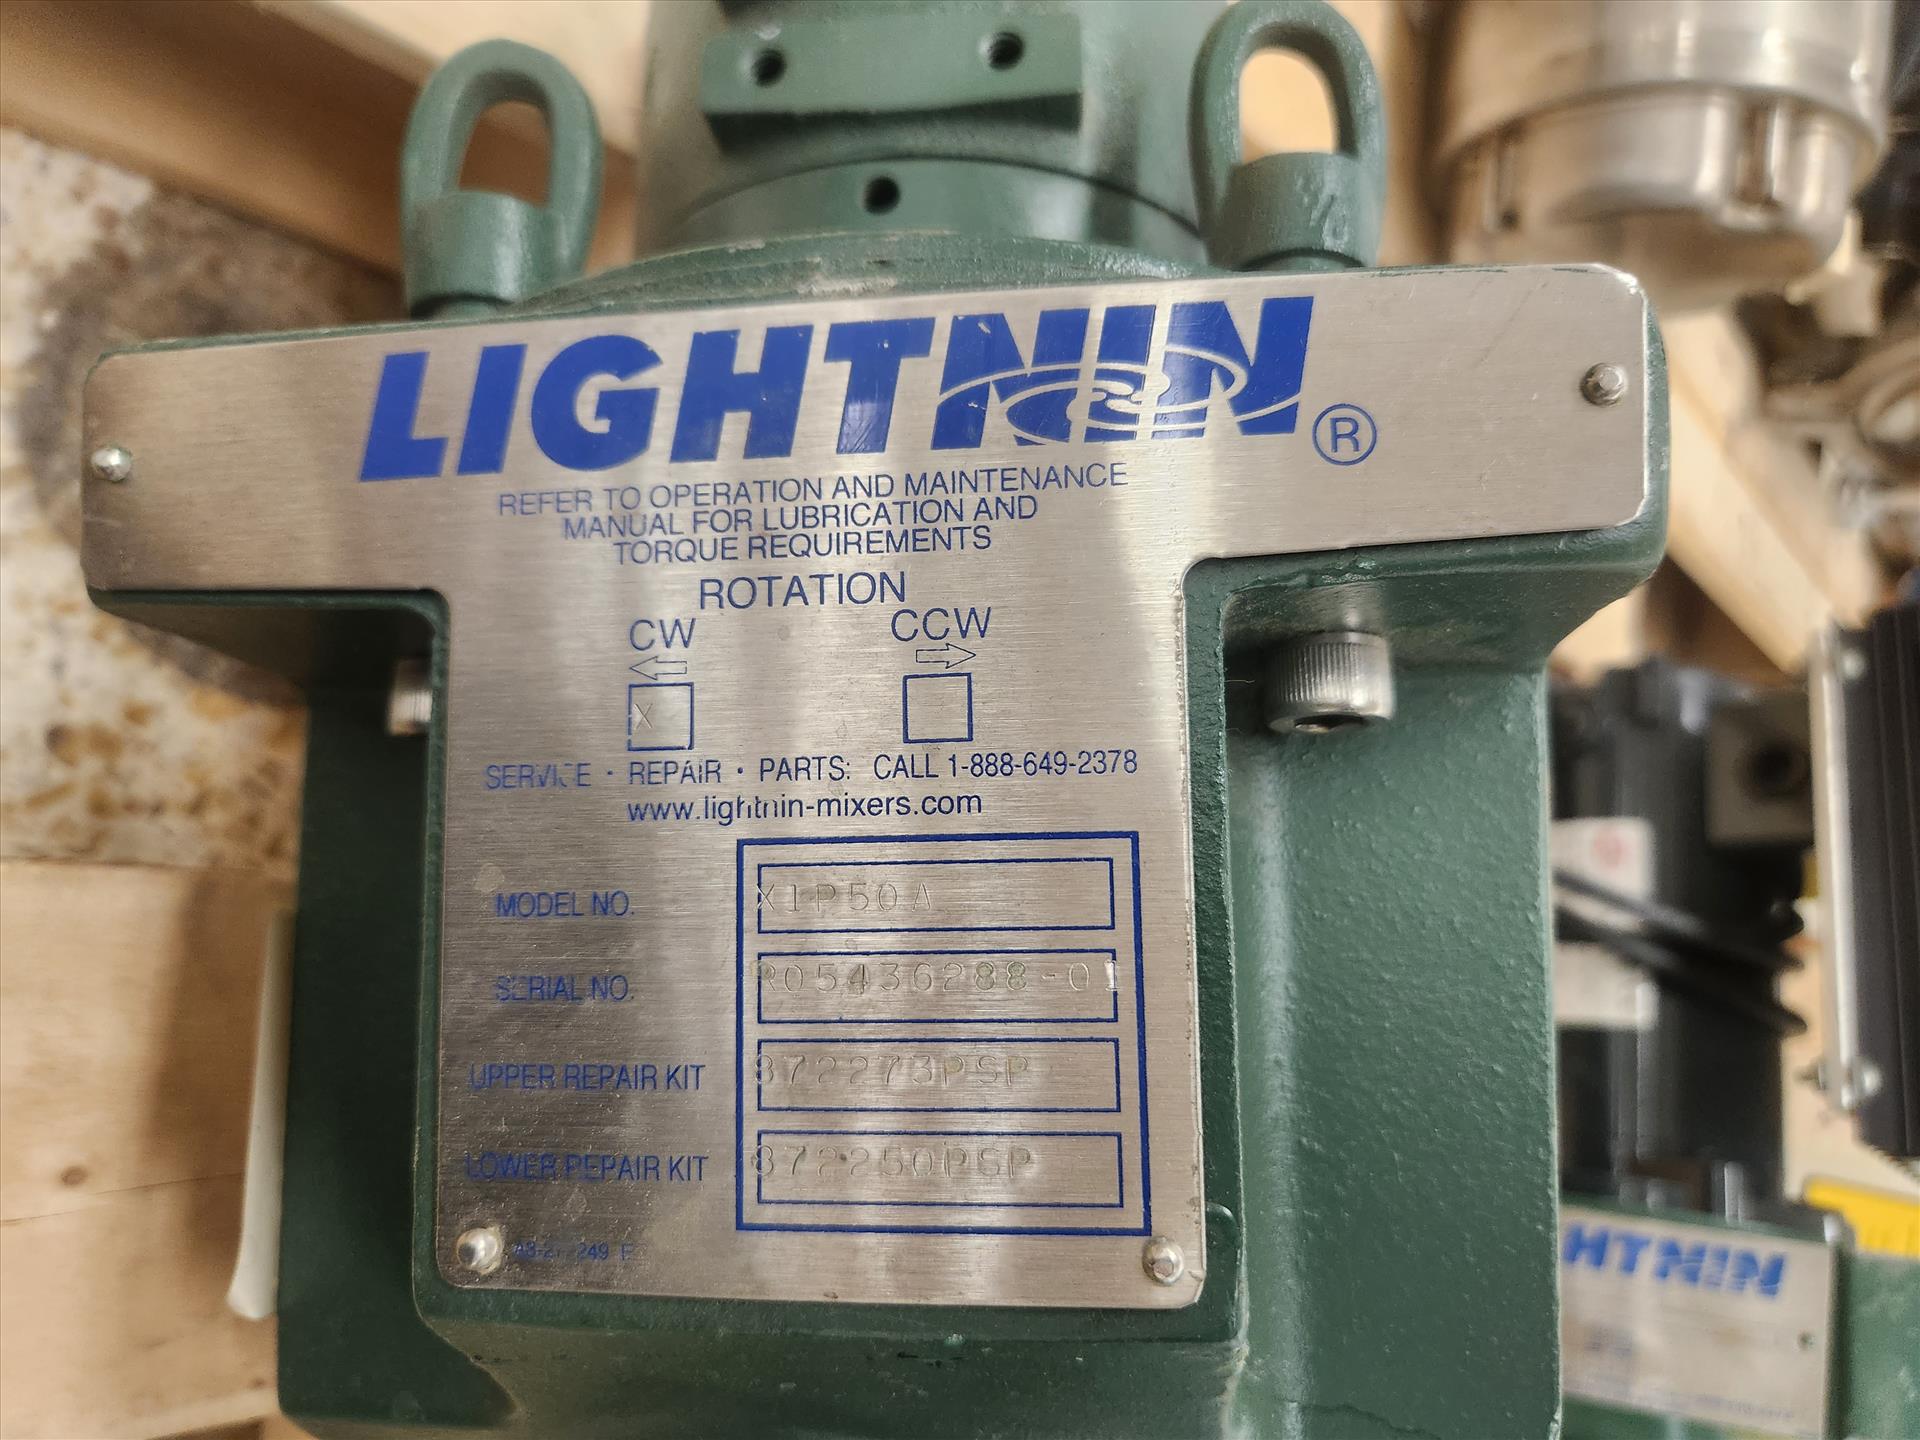 LIGHTNIN ®
REFER TO OPERATION AND MAINTENANCE
MANUAL FOR LUBRICATION AND
TORQUE REQUIREMENTS
ROTATION
CW CCW
X
SERVICE · REPAIR · PARTS: CALL 1-888-649-2378
www.lightnin-mixers.com
MODEL NO. X1P50A
SERIAL NO. R05436288-01
UPPER REPAIR KIT 872273PSP
LOWER REPAIR KIT 872250PSP
HTNIN